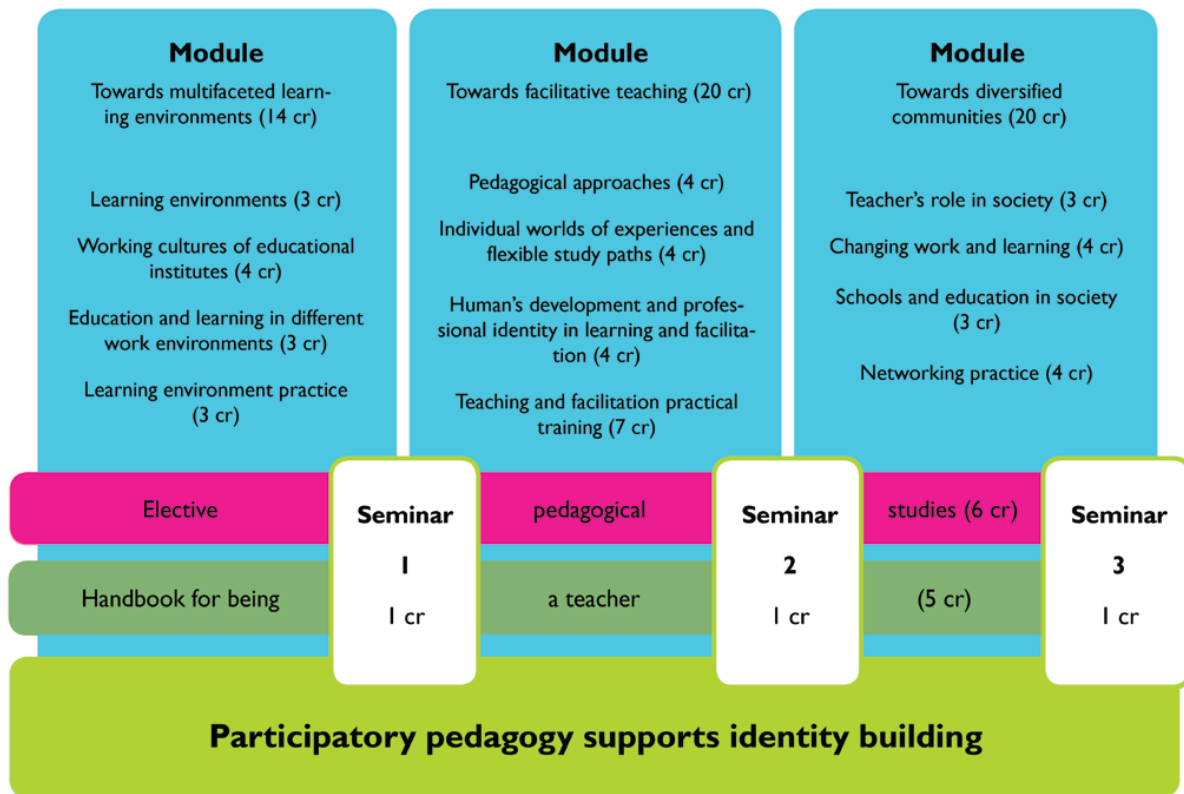 Module
Towards multifaceted learn-
ing environments (14 cr)
Learning environments (3 cr)
Working cultures of educational
institutes (4 cr)
Education and learning in different
work environments (3 cr)
Learning environment practice
(3 cr)
Module
Towards facilitative teaching (20 cr)
Pedagogical approaches (4 cr)
Individual worlds of experiences and
flexible study paths (4 cr)
Human’s development and profes-
sional identity in learning and facilita-
tion (4 cr)
Teaching and facilitation practical
training (7 cr)
Module
Towards diversified
communities (20 cr)
Teacher’s role in society (3 cr)
Changing work and learning (4 cr)
Schools and education in society
(3 cr)
Networking practice (4 cr)
Elective
pedagogical
studies (6 cr)
Handbook for being
a teacher
(5 cr)
Seminar
1
1 cr
Seminar
2
1 cr
Seminar
3
1 cr
Participatory pedagogy supports identity building